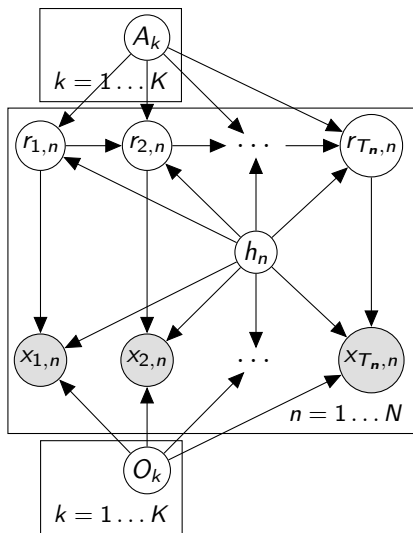 A_k
k = 1 … K
r_{1,n} r_{2,n} … r_{T_n,n}
h_n
x_{1,n} x_{2,n} … x_{T_n,n}
n = 1 … N
O_k
k = 1 … K